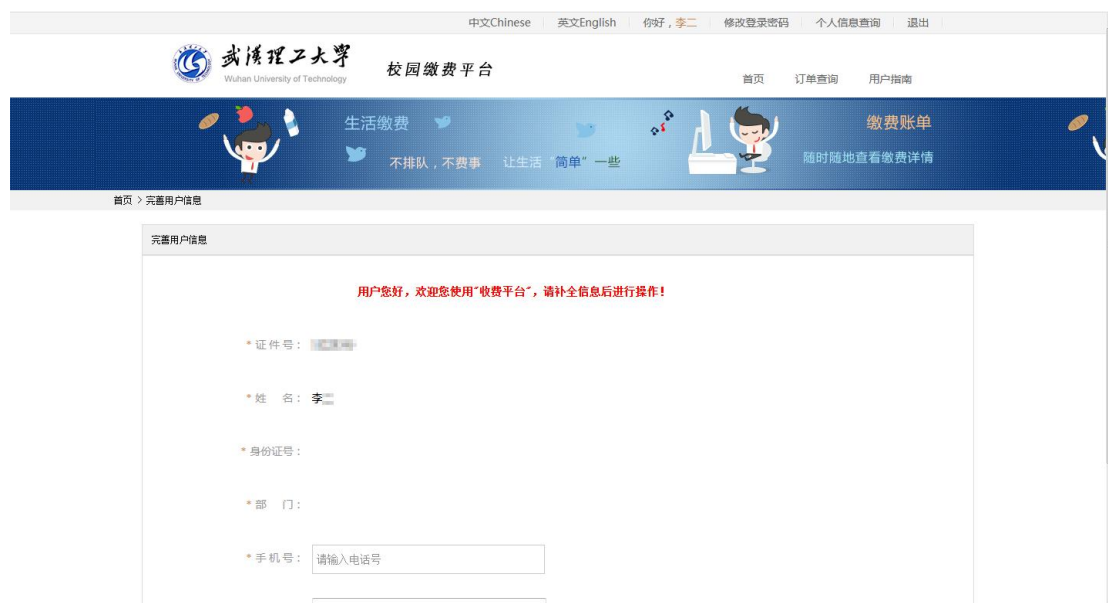 中文Chinese 英文English 你好，李二 修改登录密码 个人信息查询 退出
武汉理工大学
Wuhan University of Technology
校园缴费平台
首页 订单查询 用户指南
生活缴费
不排队，不费事 让生活“简单”一些
缴费账单
随时随地查看缴费详情
首页 > 完善用户信息
完善用户信息
用户您好，欢迎您使用"收费平台"，请补全信息后进行操作！
*证件号：
*姓 名： 李
*身份证号：
*部 门：
*手机号： 请输入电话号